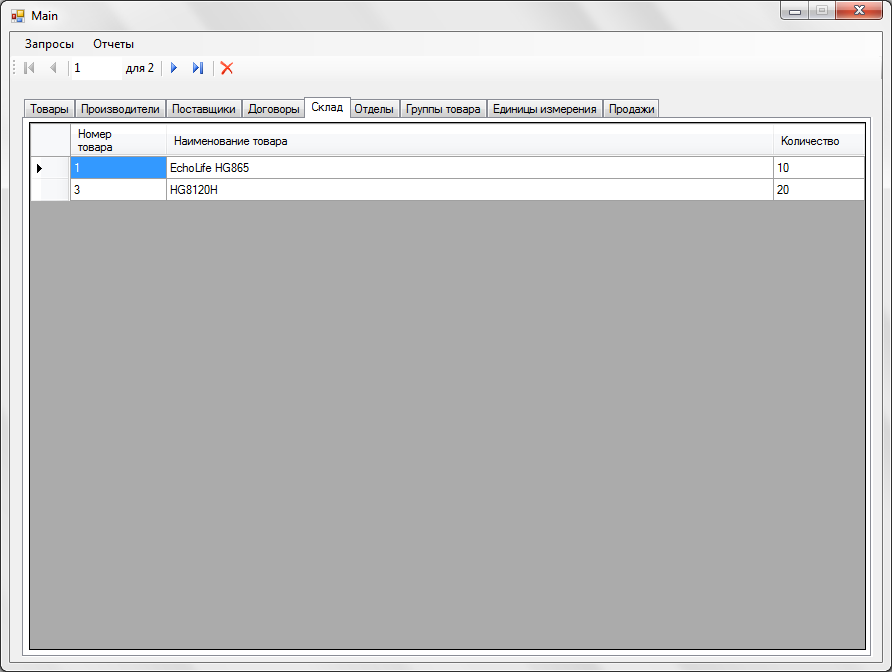 Main
Запросы Отчеты
1 для 2
Товары Производители Поставщики Договоры Склад Отделы Группы товара Единицы измерения Продажи
Номер товара Наименование товара Количество
1 EchoLife HG865 10
3 HG8120H 20